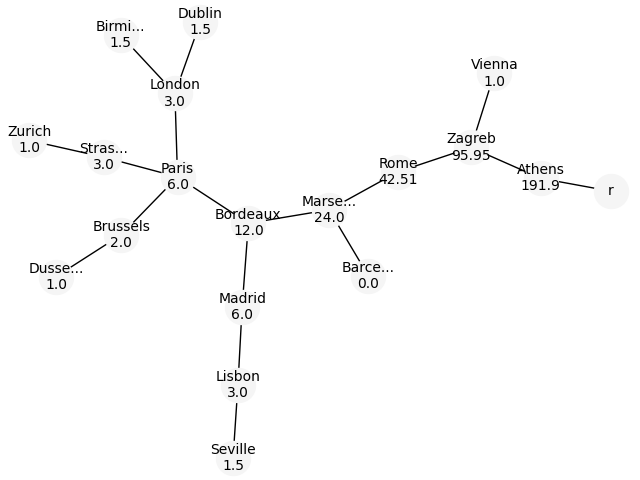 Dublin
1.5
Birmi...
1.5
Vienna
1.0
London
3.0
Zurich
1.0
Stras...
3.0
Zagreb
95.95
Paris
6.0
Rome
42.51
Athens
191.9
r
Marse...
24.0
Bordeaux
12.0
Brussels
2.0
Dusse...
1.0
Barce...
0.0
Madrid
6.0
Lisbon
3.0
Seville
1.5